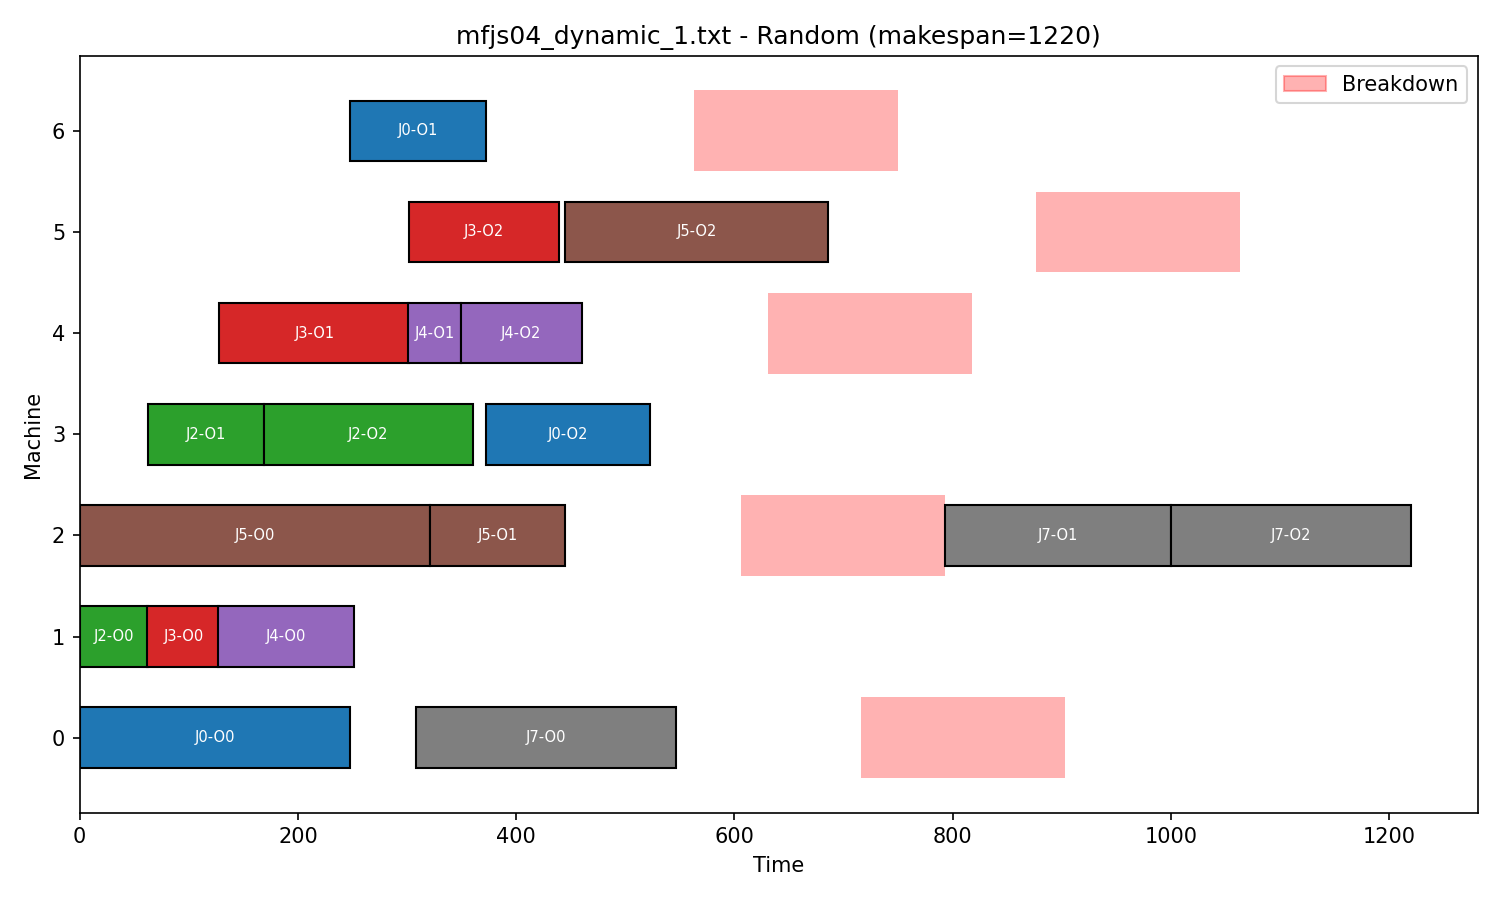 mfjs04_dynamic_1.txt - Random (makespan=1220)
Breakdown
6
J0-O1
5
J3-O2
J5-O2
4
J3-O1
J4-O1
J4-O2
Machine
3
J2-O1
J2-O2
J0-O2
2
J5-O0
J5-O1
J7-O1
J7-O2
1
J2-O0
J3-O0
J4-O0
0
J0-O0
J7-O0
0 200 400 600 800 1000 1200
Time